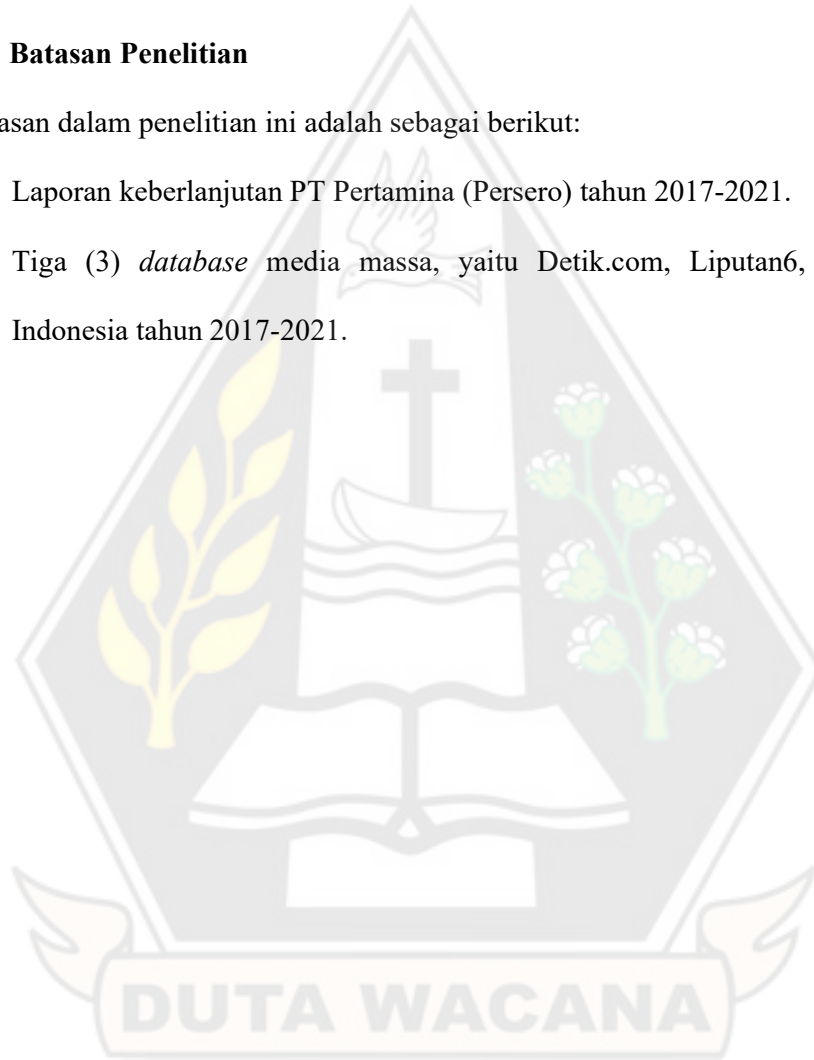 Batasan Penelitian
asan dalam penelitian ini adalah sebagai berikut:
Laporan keberlanjutan PT Pertamina (Persero) tahun 2017-2021.
Tiga (3) database media massa, yaitu Detik.com, Liputan6,
Indonesia tahun 2017-2021.
DUTA WACANA